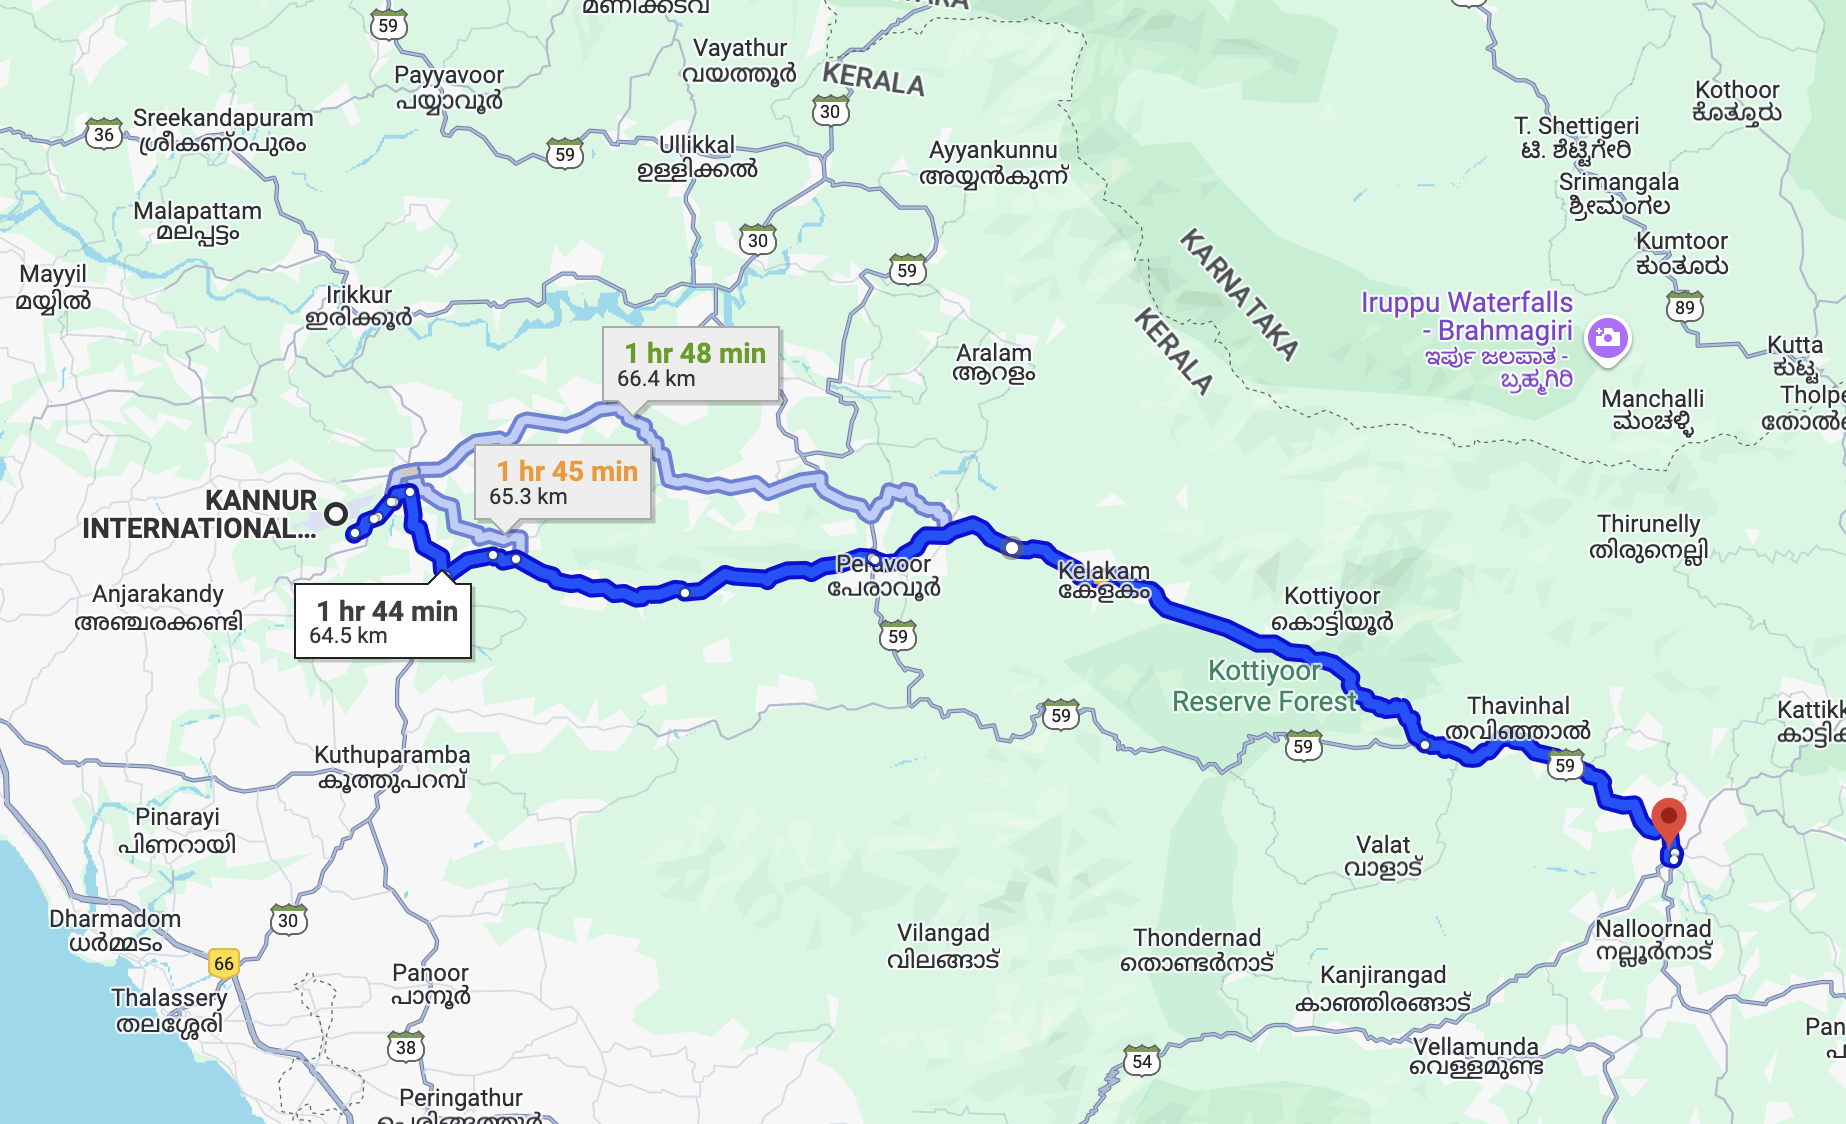 മണിക്കടവ്
59
Vayathur
വയത്തൂർ
KERALA
Payyavoor
പയ്യാവൂർ
Kothoor
ಕೊತ್ತೂರು
30
Sreekandapuram
ശ്രീകണ്ഠപുരം
36
T. Shettigeri
ಟಿ. ಶೆಟ್ಟಿಗೇರಿ
59
Ullikkal
ഉള്ളിക്കൽ
Ayyankunnu
അയ്യൻകുന്ന്
Srimangala
ಶ್ರೀಮಂಗಲ
Malapattam
മലപ്പട്ടം
30
KARNATAKA
Kumtoor
ಕುಂತೂರು
59
Mayyil
മയ്യിൽ
Irikkur
ഇരിക്കൂർ
KERALA
Iruppu Waterfalls
- Brahmagiri
ಇರ್ಪು ಜಲಪಾತ -
ಬ್ರಹ್ಮಗಿರಿ
89
1 hr 48 min
66.4 km
Aralam
ആറളം
Kutta
കുട്ട
Manchalli
ಮಂಚಳ್ಳಿ
1 hr 45 min
65.3 km
KANNUR
INTERNATIONAL...
Thirunelly
തിരുനെല്ലി
Peravoor
പേരാവൂർ
Kelakam
കേളകം
Anjarakandy
അഞ്ചരക്കണ്ടി
1 hr 44 min
64.5 km
Kottiyoor
കൊട്ടിയൂർ
59
Kottiyoor
Reserve Forest
Thavinhal
തവിഞ്ഞാൽ
59
59
59
Kuthuparamba
കൂത്തുപറമ്പ്
Pinarayi
പിണറായി
Valat
വാളാട്
Dharmadom
ധർമ്മടം
30
Vilangad
വിലങ്ങാട്
Thondernad
തൊണ്ടർനാട്
Nalloornad
നല്ലൂർനാട്
66
Panoor
പാനൂർ
Kanjirangad
കാഞ്ഞിരങ്ങാട്
Thalassery
തലശ്ശേരി
38
54
Vellamunda
വെള്ളമുണ്ട
Peringathur